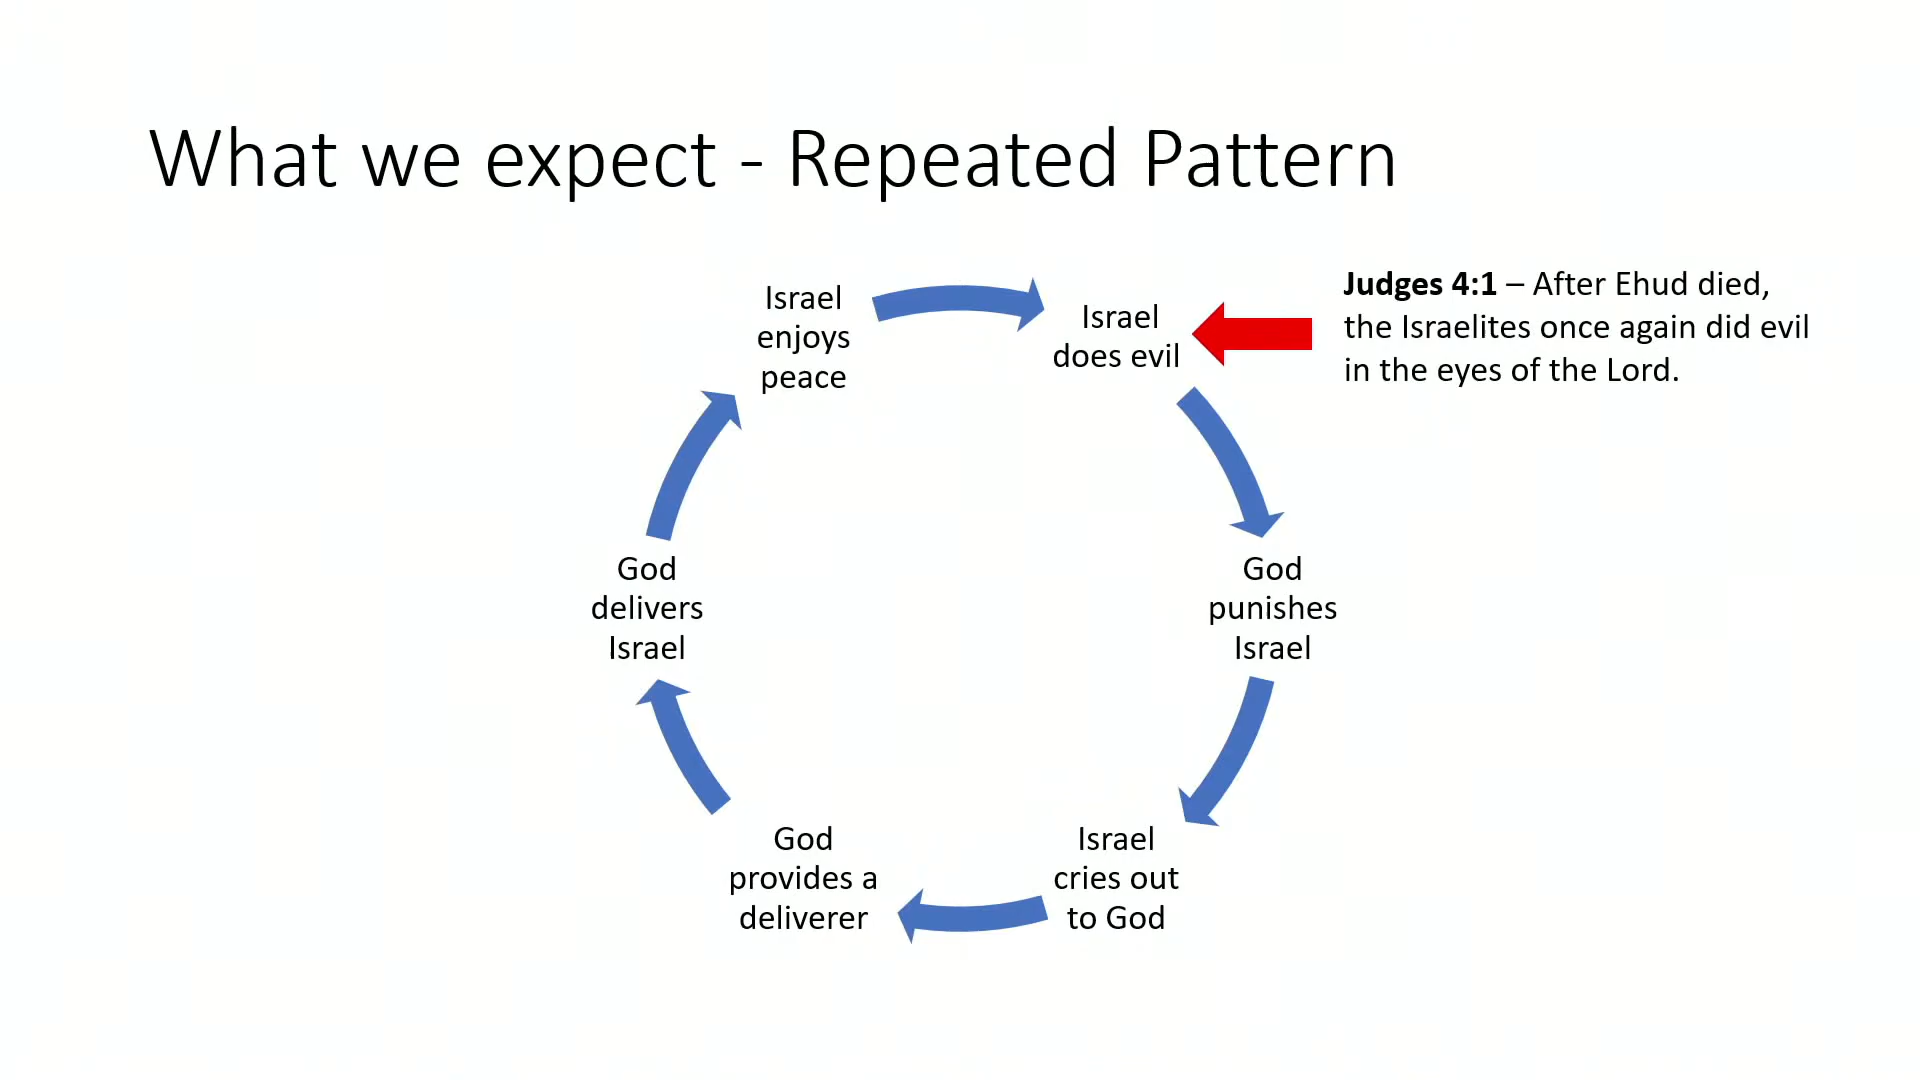 What we expect - Repeated Pattern
Israel
enjoys
peace
Israel
does evil
Judges 4:1 – After Ehud died,
the Israelites once again did evil
in the eyes of the Lord.
God
punishes
Israel
Israel
cries out
to God
God
provides a
deliverer
God
delivers
Israel